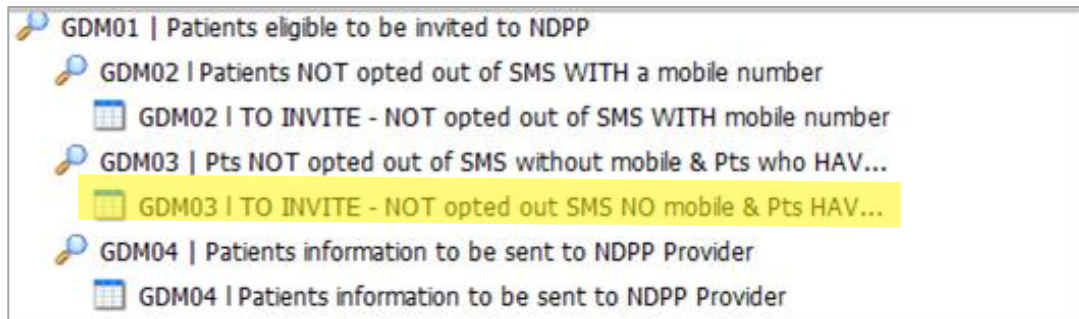 GDM01 | Patients eligible to be invited to NDPP
GDM02 l Patients NOT opted out of SMS WITH a mobile number
GDM02 l TO INVITE - NOT opted out of SMS WITH mobile number
GDM03 | Pts NOT opted out of SMS without mobile & Pts who HAV...
GDM03 l TO INVITE - NOT opted out SMS NO mobile & Pts HAV...
GDM04 | Patients information to be sent to NDPP Provider
GDM04 l Patients information to be sent to NDPP Provider